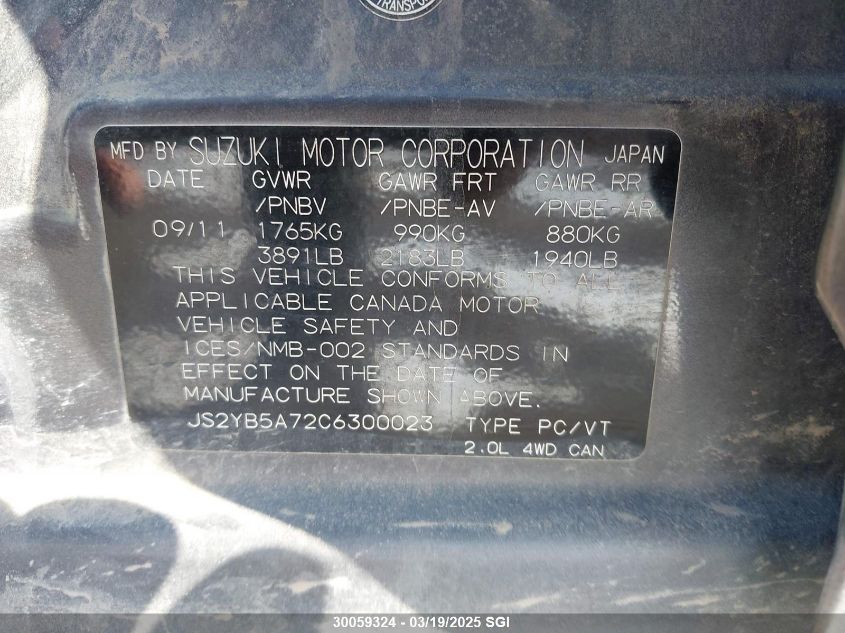 TRANSPO
MFD BY SUZUKI MOTOR CORPORATION JAPAN
DATE GVWR GAWR FRT GAWR RR
/PNBV /PNBE-AV /PNBE-AR
09/11 1765KG 990KG 880KG
3891LB 2183LB 1940LB
THIS VEHICLE CONFORMS TO ALL
APPLICABLE CANADA MOTOR
VEHICLE SAFETY AND
ICES/NMB-002 STANDARDS IN
EFFECT ON THE DATE OF
MANUFACTURE SHOWN ABOVE.
JS2YB5A72C6300023 TYPE PC/VT
2.0L 4WD CAN
30059324 - 03/19/2025 SGI